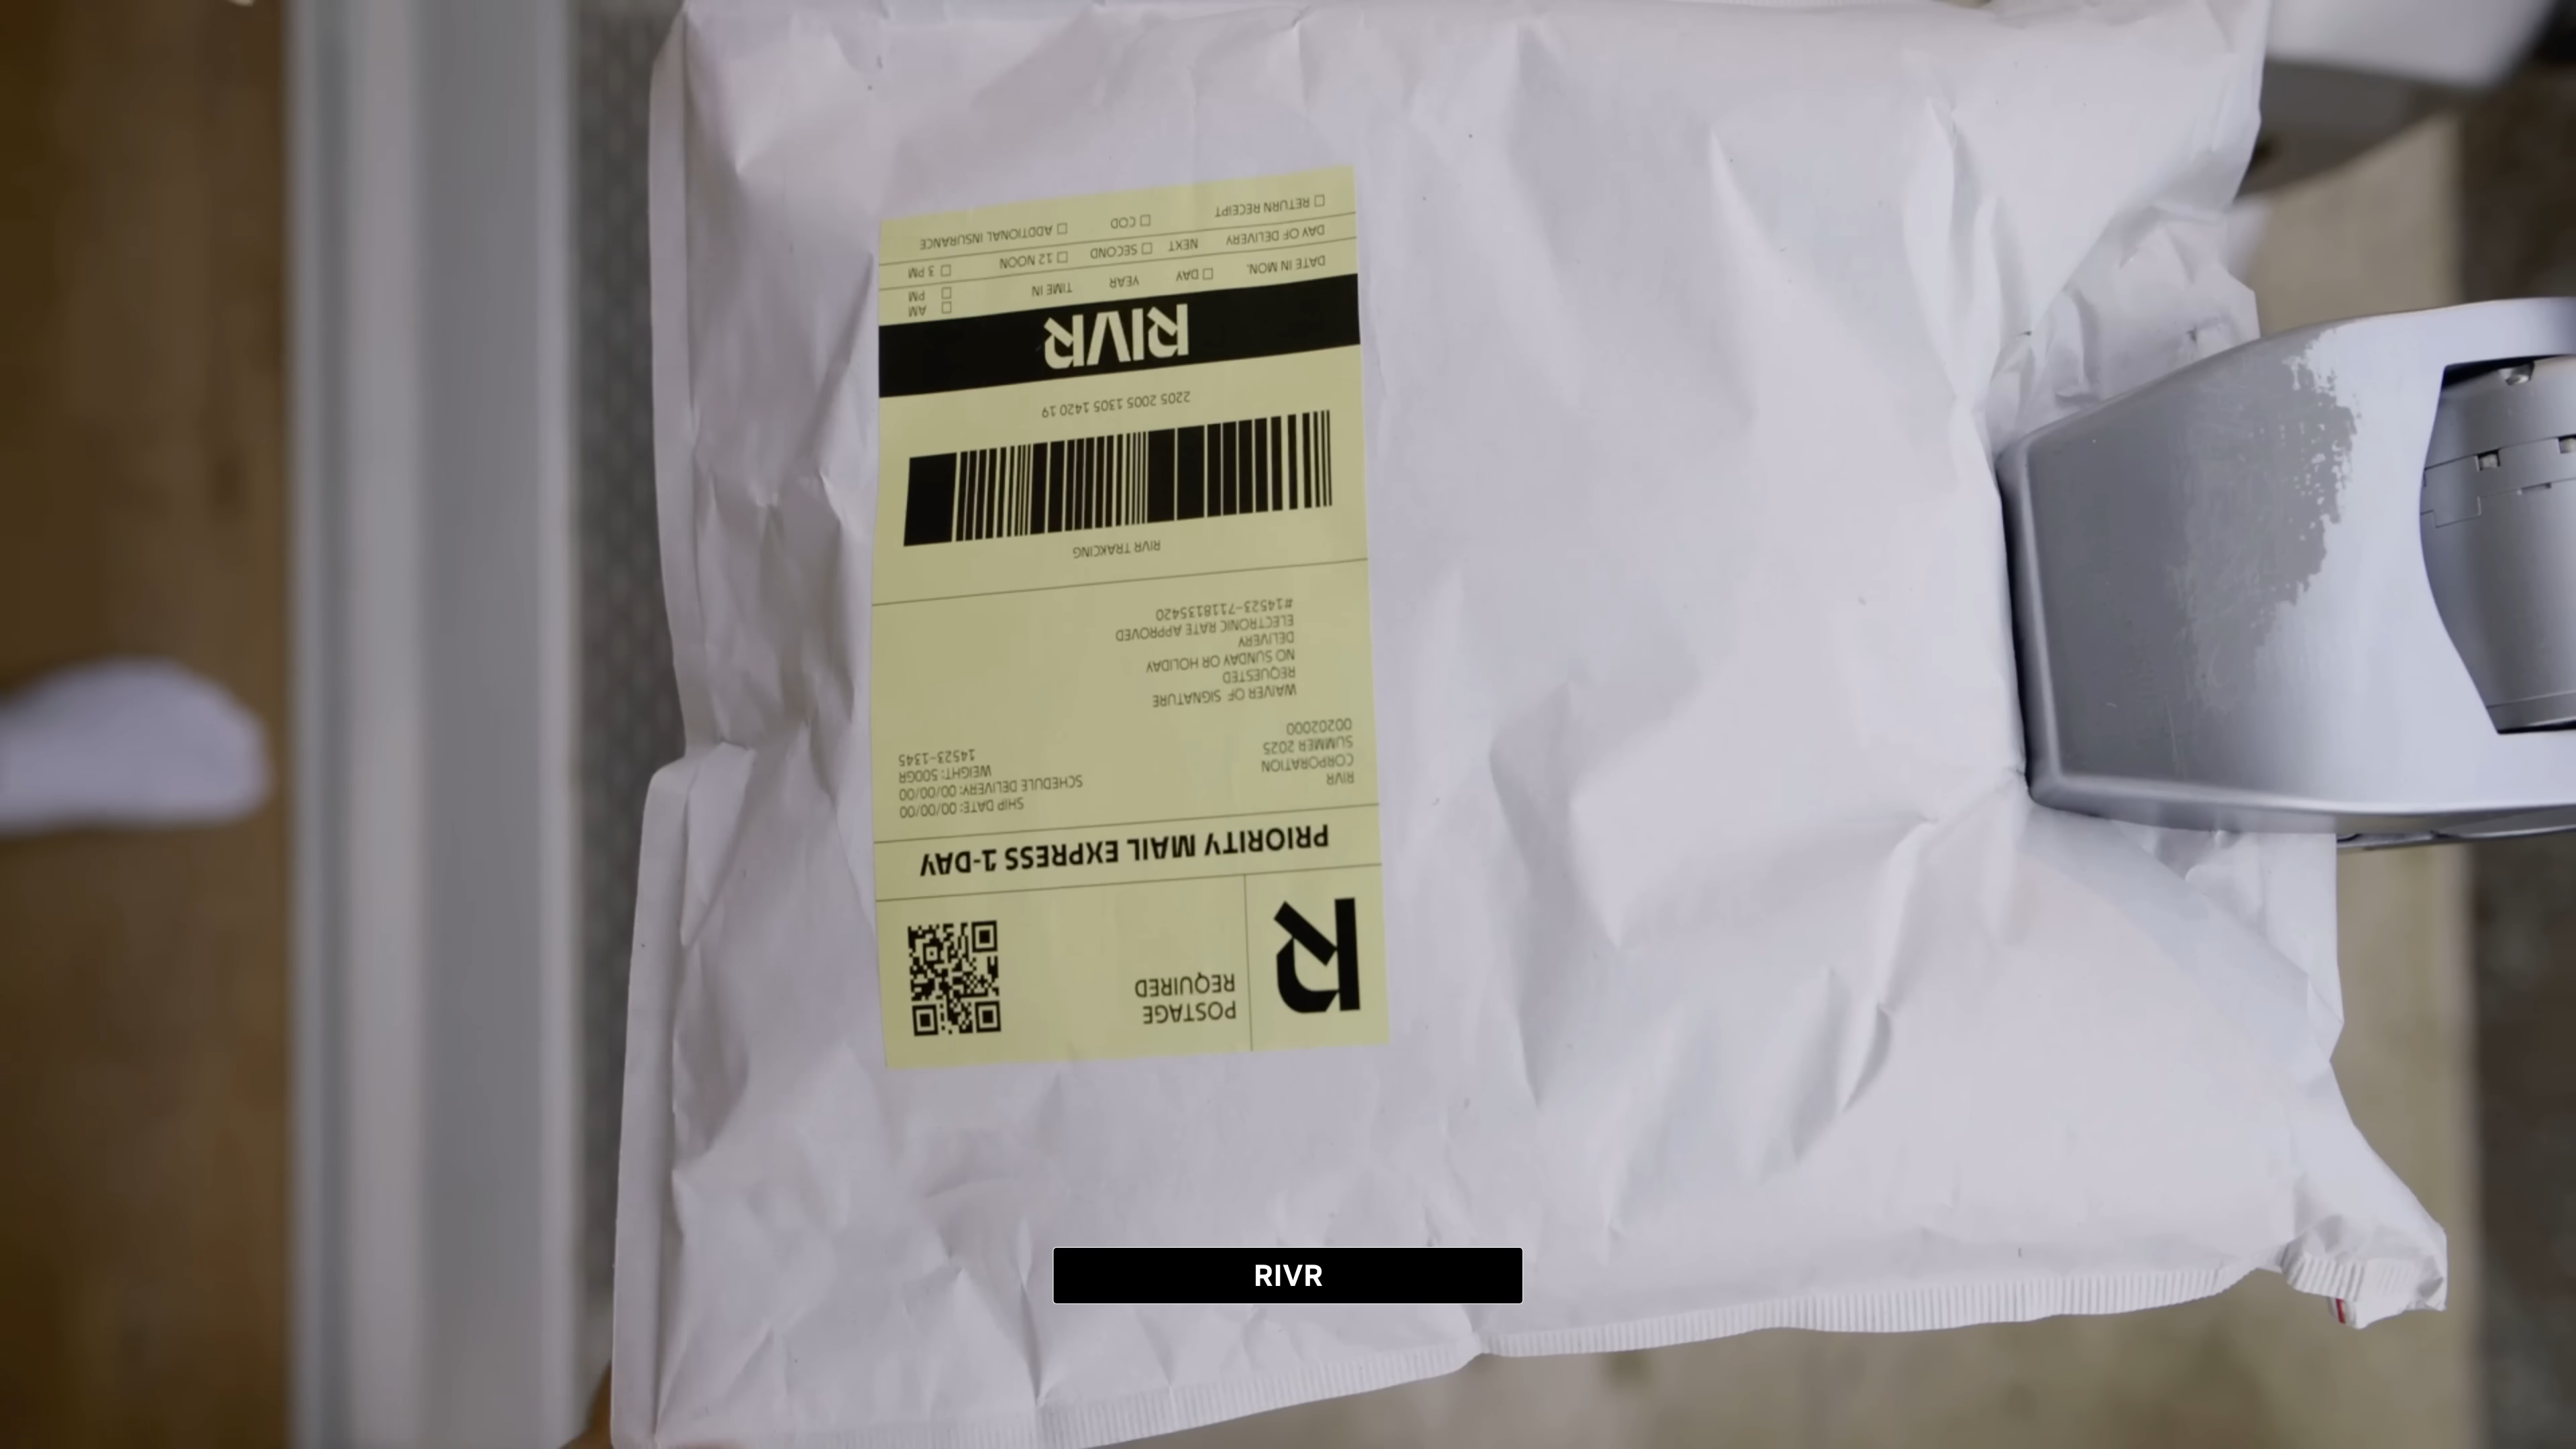 R
POSTAGE
REQUIRED
PRIORITY MAIL EXPRESS 1-DAY
RIVR
CORPORATION
SUMMER 2025
00202000
SHIP DATE: 00/00/00
SCHEDULE DELIVERY: 00/00/00
WEIGHT: 500GR
14523-1345
WAIVER OF SIGNATURE
REQUESTED
NO SUNDAY OR HOLIDAY
DELIVERY
ELECTRONIC RATE APPROVED
#14523-7118135420
RIVR TRAKCING
2205 2005 1305 1420 19
RIVR
DATE IN MON. DAY YEAR TIME IN AM PM
DAY OF DELIVERY NEXT SECOND 12 NOON 3 PM
RETURN RECEIPT COD ADDTIONAL INSURANCE
RIVR